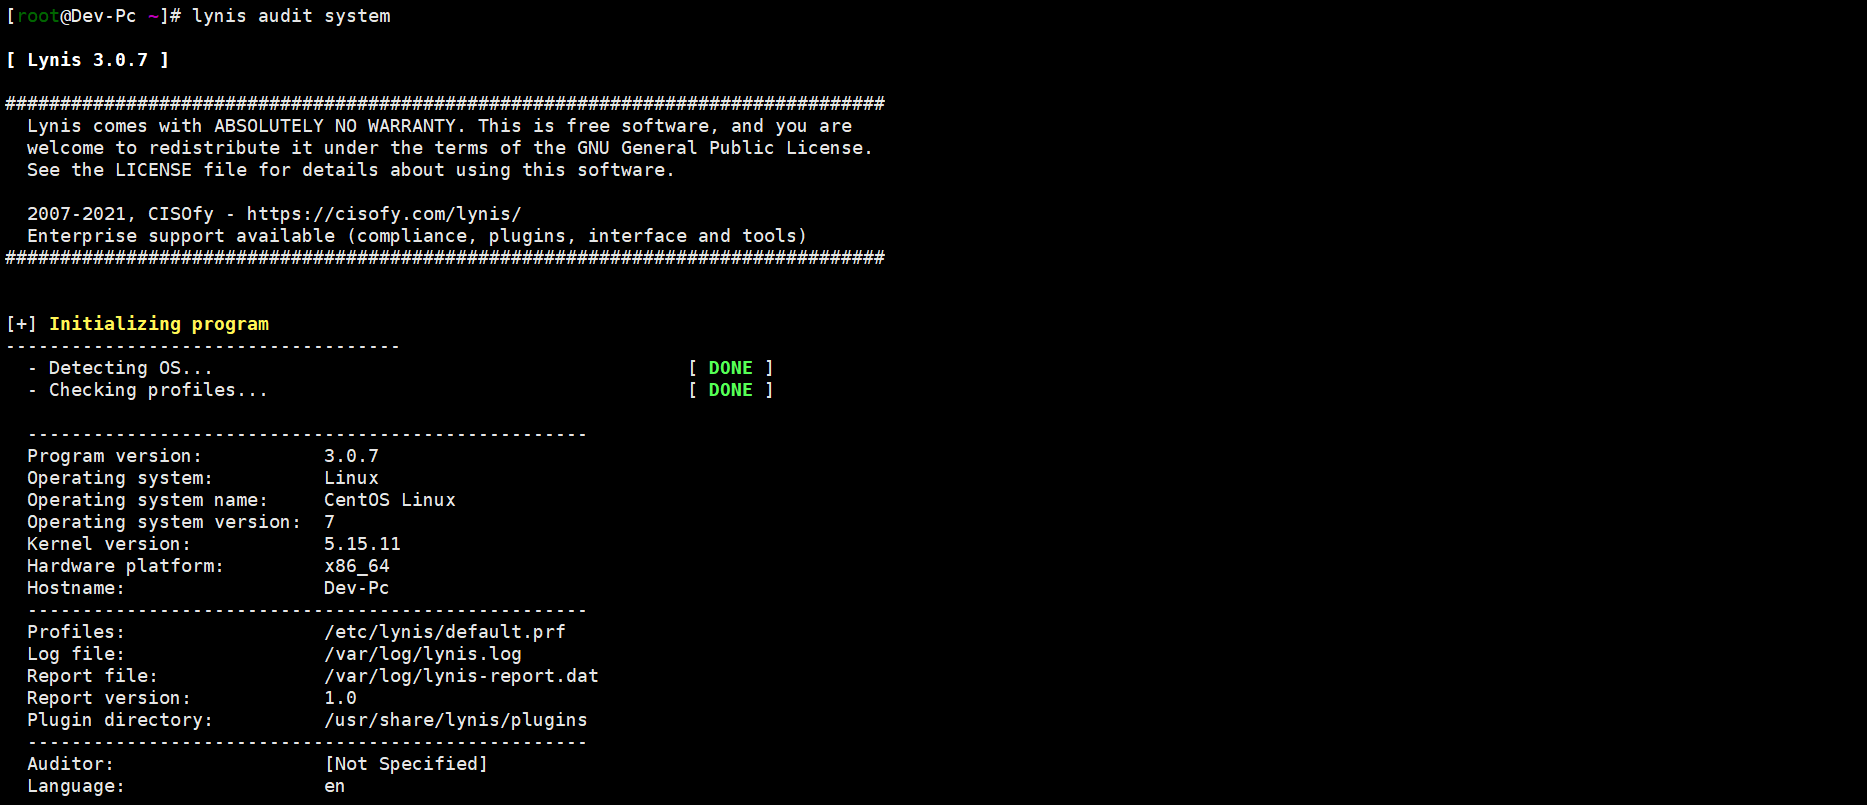 [root@Dev-Pc ~]# lynis audit system
[ Lynis 3.0.7 ]
################################################################################
Lynis comes with ABSOLUTELY NO WARRANTY. This is free software, and you are
welcome to redistribute it under the terms of the GNU General Public License.
See the LICENSE file for details about using this software.
2007-2021, CISOfy - https://cisofy.com/lynis/
Enterprise support available (compliance, plugins, interface and tools)
################################################################################
[+] Initializing program
------------------------------------
- Detecting OS... [ DONE ]
- Checking profiles... [ DONE ]
---------------------------------------------------
Program version: 3.0.7
Operating system: Linux
Operating system name: CentOS Linux
Operating system version: 7
Kernel version: 5.15.11
Hardware platform: x86_64
Hostname: Dev-Pc
---------------------------------------------------
Profiles: /etc/lynis/default.prf
Log file: /var/log/lynis.log
Report file: /var/log/lynis-report.dat
Report version: 1.0
Plugin directory: /usr/share/lynis/plugins
---------------------------------------------------
Auditor: [Not Specified]
Language: en